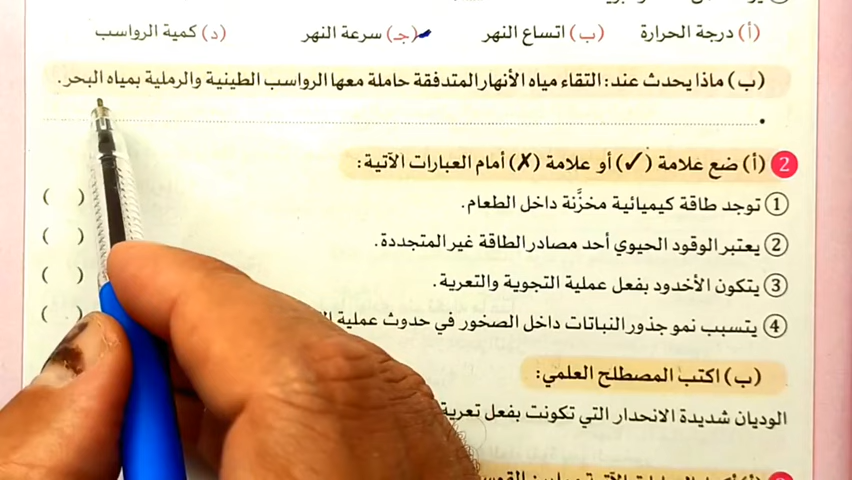 (أ) درجة الحرارة (ب) اتساع النهر (جـ) سرعة النهر (د) كمية الرواسب
(ب) ماذا يحدث عند: التقاء مياه الأنهار المتدفقة حاملة معها الرواسب الطينية والرملية بمياه البحر.
2 (أ) ضع علامة (✓) أو علامة (✗) أمام العبارات الآتية:
1 توجد طاقة كيميائية مخزَّنة داخل الطعام. ( )
2 يعتبر الوقود الحيوي أحد مصادر الطاقة غير المتجددة. ( )
3 يتكون الأخدود بفعل عملية التجوية والتعرية. ( )
4 يتسبب نمو جذور النباتات داخل الصخور في حدوث عملية ( )
(ب) اكتب المصطلح العلمي:
الوديان شديدة الانحدار التي تكونت بفعل تعرية